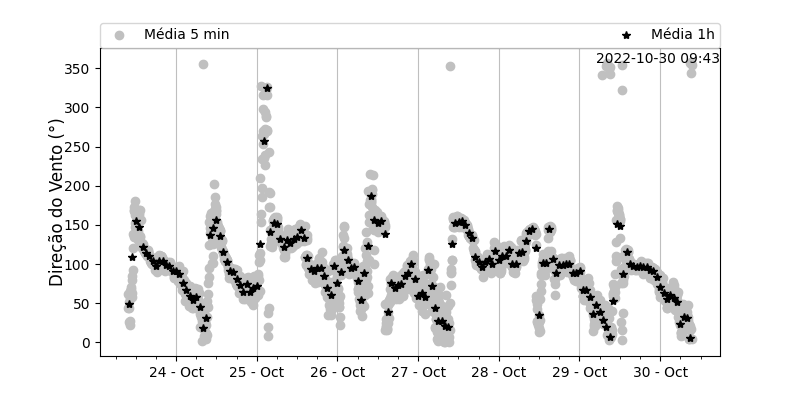 Média 5 min
Média 1h
2022-10-30 09:43
Direção do Vento (°)
350
300
250
200
150
100
50
0
24 - Oct
25 - Oct
26 - Oct
27 - Oct
28 - Oct
29 - Oct
30 - Oct